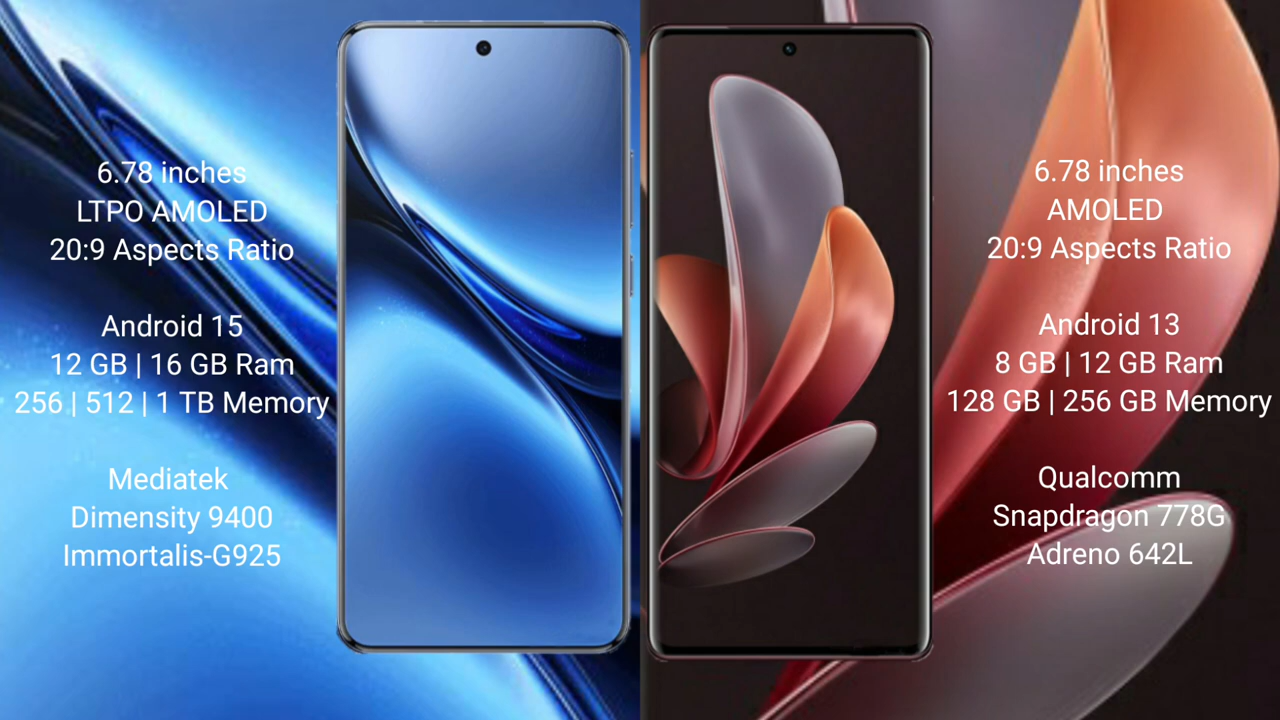 6.78 inches
LTPO AMOLED
20:9 Aspects Ratio
Android 15
12 GB | 16 GB Ram
256 | 512 | 1 TB Memory
Mediatek
Dimensity 9400
Immortalis-G925
6.78 inches
AMOLED
20:9 Aspects Ratio
Android 13
8 GB | 12 GB Ram
128 GB | 256 GB Memory
Qualcomm
Snapdragon 778G
Adreno 642L